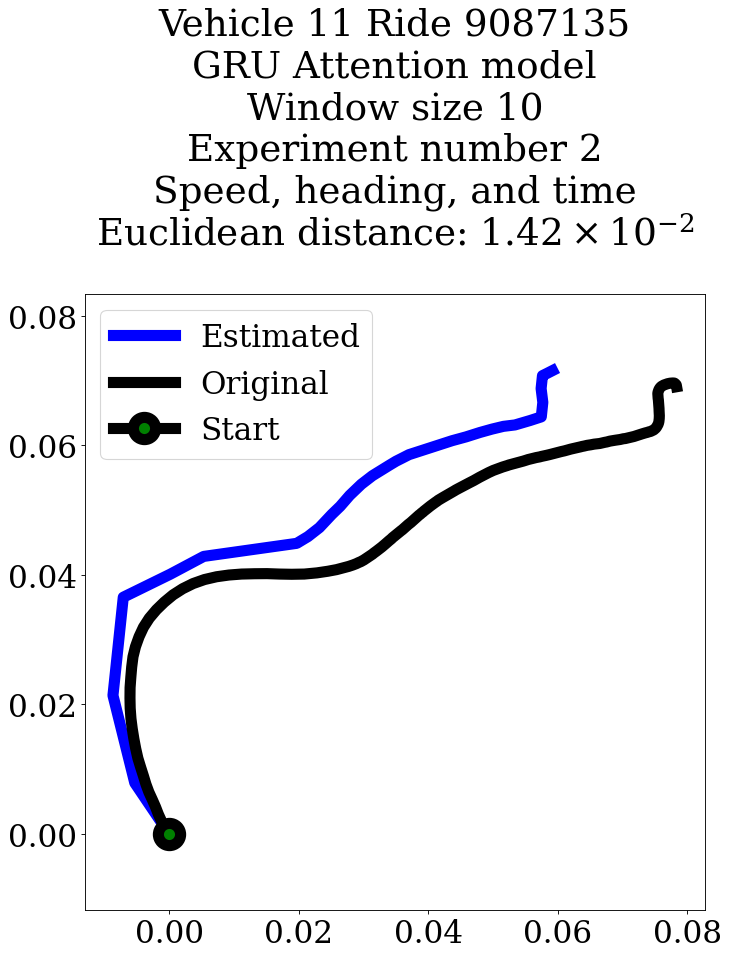 Vehicle 11 Ride 9087135
GRU Attention model
Window size 10
Experiment number 2
Speed, heading, and time
Euclidean distance: 1.42 × 10⁻²
Estimated
Original
Start
0.08
0.06
0.04
0.02
0.00
0.00 0.02 0.04 0.06 0.08